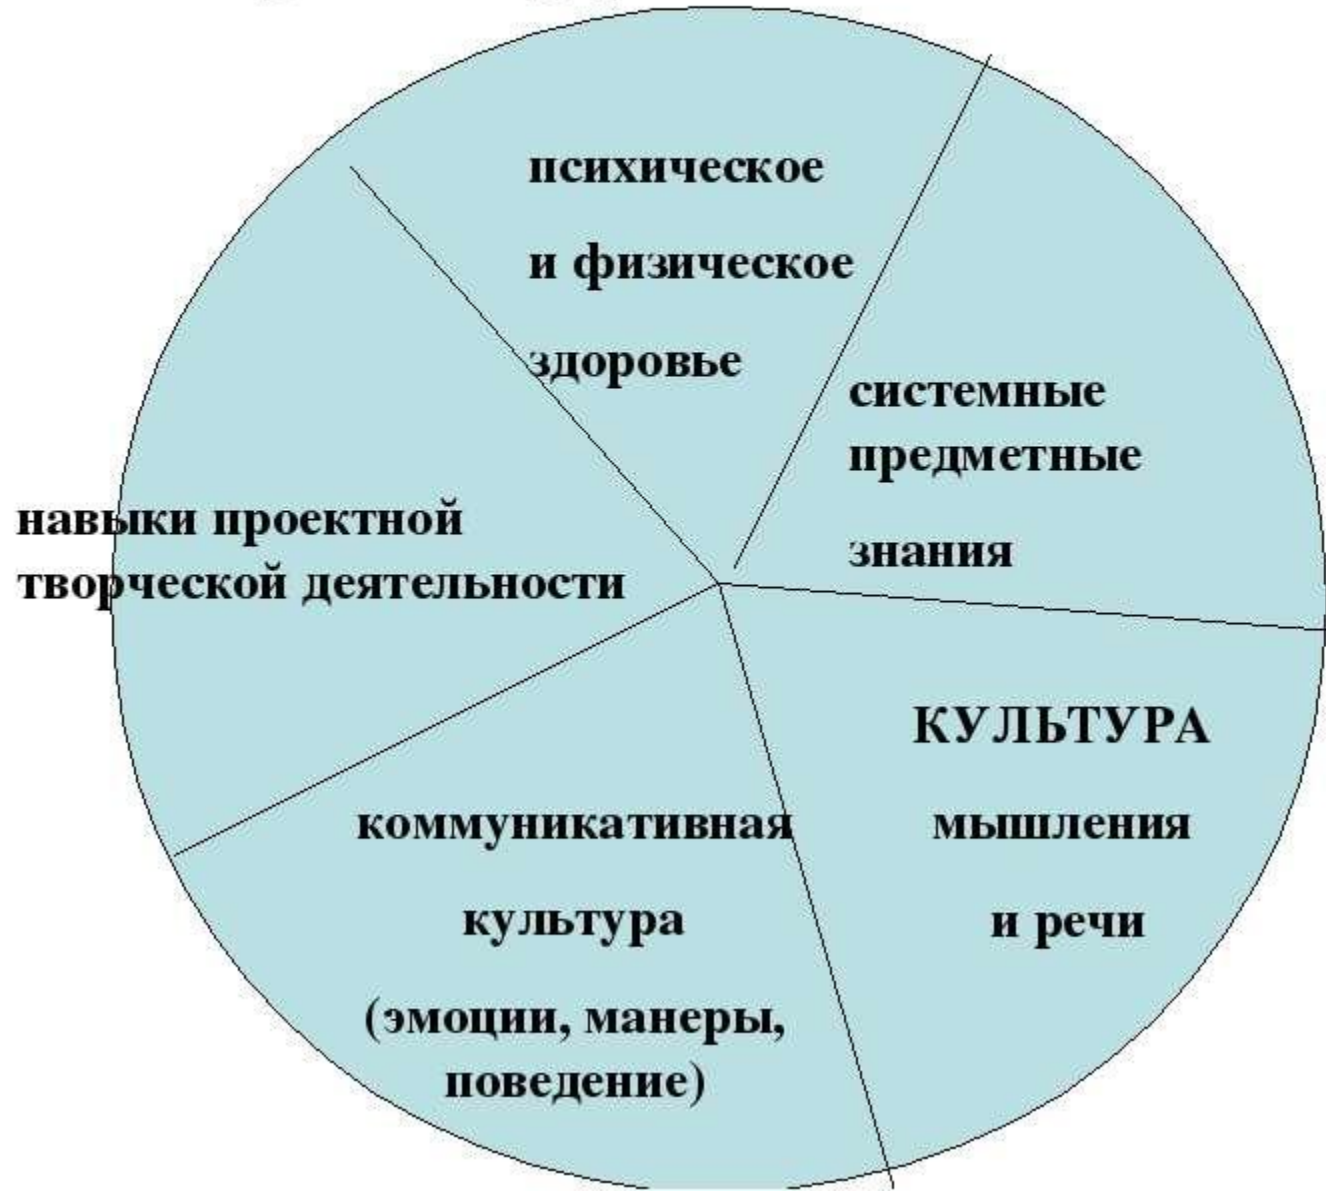 психическое
и физическое
здоровье
системные
предметные
знания
навыки проектной
творческой деятельности
КУЛЬТУРА
мышления
и речи
коммуникативная
культура
(эмоции, манеры,
поведение)